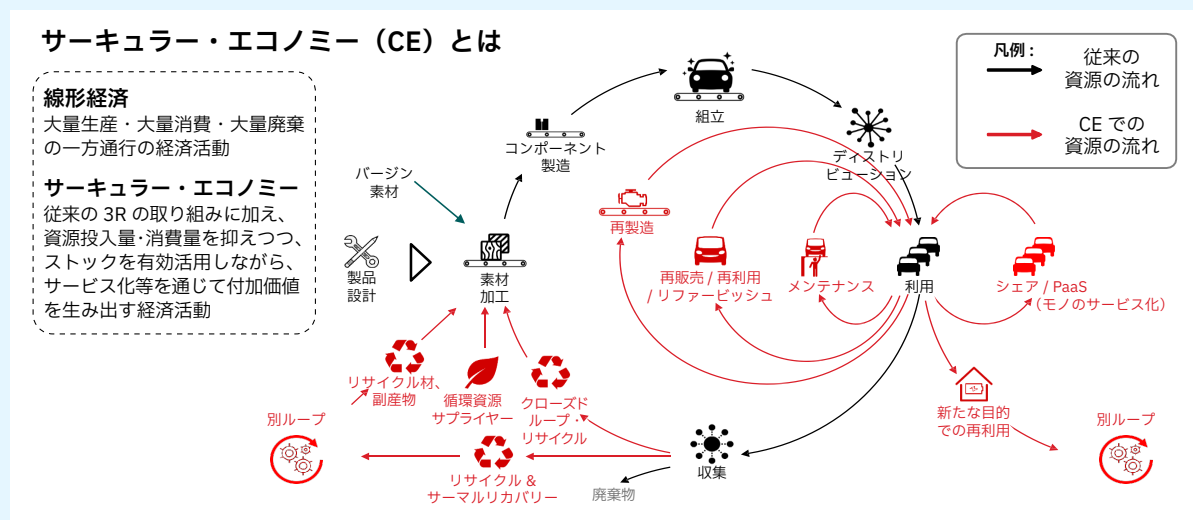 サーキュラー・エコノミー（CE）とは
線形経済
大量生産・大量消費・大量廃棄
の一方通行の経済活動
サーキュラー・エコノミー
従来の 3R の取り組みに加え、
資源投入量・消費量を抑えつつ、
ストックを有効活用しながら、
サービス化等を通じて付加価値
を生み出す経済活動
凡例：
従来の
資源の流れ
CE での
資源の流れ
組立
コンポーネント
製造
ディストリ
ビューション
バージン
素材
製品
設計
素材
加工
再製造
再販売 / 再利用
/ リファービッシュ
メンテナンス
利用
シェア / PaaS
（モノのサービス化）
リサイクル材、
副産物
循環資源
サプライヤー
クローズド
ループ・
リサイクル
新たな目的
での再利用
別ループ
別ループ
リサイクル &
サーマルリカバリー
収集
廃棄物